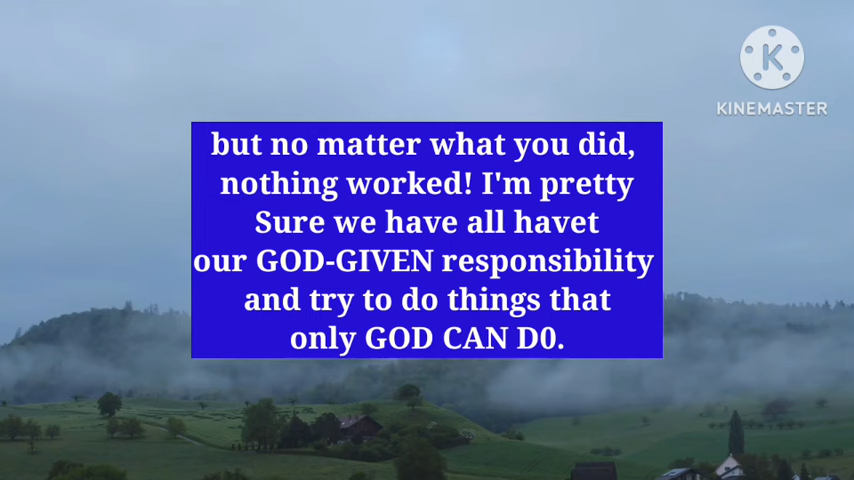 K
KINEMASTER
but no matter what you did,
nothing worked! I'm pretty
Sure we have all havet
our GOD-GIVEN responsibility
and try to do things that
only GOD CAN D0.